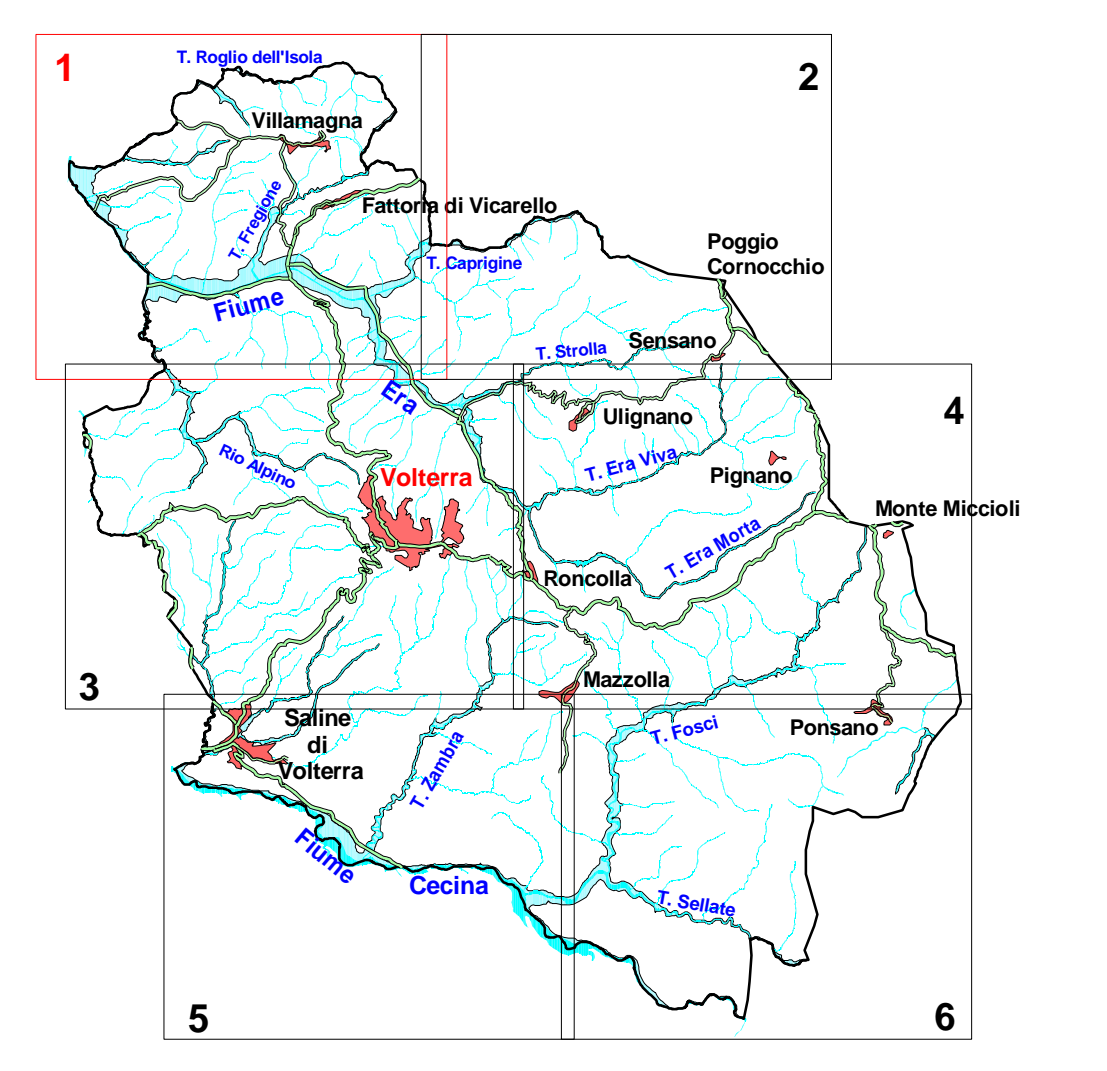 T. Roglio dell'Isola
1
2
Villamagna
T. Fregione
Fattoria di Vicarello
Poggio
Cornocchio
T. Caprigine
Fiume
Era
Sensano
T. Strolla
4
Ulignano
Rio Alpino
Volterra
T. Era Viva
Pignano
Monte Miccioli
T. Era Morta
Roncolla
3
Mazzolla
Saline
di
Volterra
T. Zambra
T. Fosci
Ponsano
Fiume
Cecina
T. Sellate
5
6